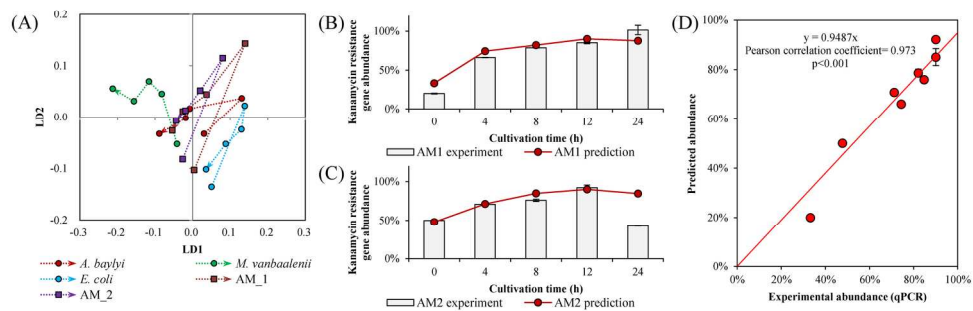 (A)
0.2
0.1
0.0
-0.1
-0.2
LD2
-0.3 -0.2 -0.1 0.0 0.1 0.2 0.3
LD1
A. baylyi
M. vanbaalenii
E. coli
AM_1
AM_2
(B)
Kanamycin resistance
gene abundance
100%
50%
0%
0 4 8 12 24
Cultivation time (h)
AM1 experiment
AM1 prediction
(C)
Kanamycin resistance
gene abundance
100%
50%
0%
0 4 8 12 24
Cultivation time (h)
AM2 experiment
AM2 prediction
(D)
100%
80%
60%
40%
20%
0%
Predicted abundance
y = 0.9487x
Pearson correlation coefficient= 0.973
p<0.001
0% 20% 40% 60% 80% 100%
Experimental abundance (qPCR)